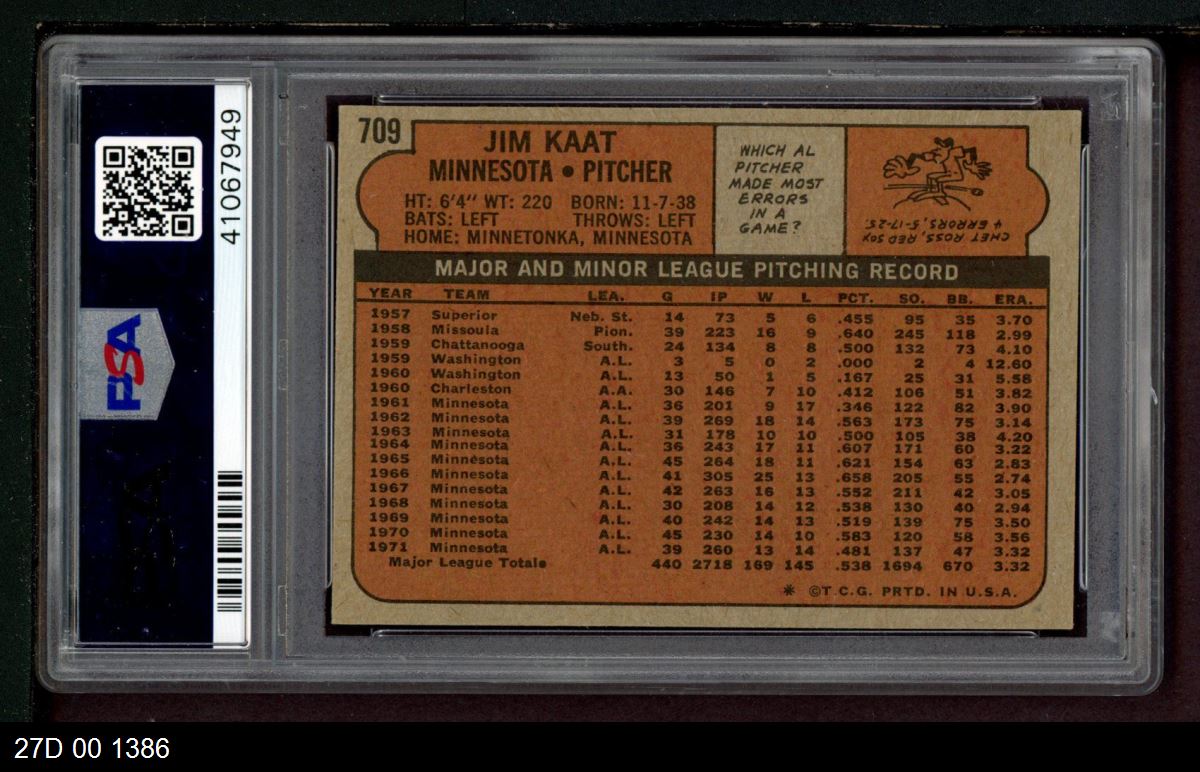 41067949
PSA
709
JIM KAAT
MINNESOTA • PITCHER
HT: 6'4" WT: 220 BORN: 11-7-38
BATS: LEFT THROWS: LEFT
HOME: MINNETONKA, MINNESOTA
WHICH AL
PITCHER
MADE MOST
ERRORS
IN A
GAME?
CHET ROSS, RED SOX
4 ERRORS, 5-17-25.
MAJOR AND MINOR LEAGUE PITCHING RECORD
YEAR TEAM LEA. G IP W L PCT. SO. BB. ERA.
1957 Superior Neb. St. 14 73 5 6 .455 95 35 3.70
1958 Missoula Pion. 39 223 16 9 .640 245 118 2.99
1959 Chattanooga South. 24 134 8 8 .500 132 73 4.10
1959 Washington A.L. 3 5 0 2 .000 2 4 12.60
1960 Washington A.L. 13 50 1 5 .167 25 31 5.58
1960 Charleston A.A. 30 146 7 10 .412 106 51 3.82
1961 Minnesota A.L. 36 201 9 17 .346 122 82 3.90
1962 Minnesota A.L. 39 269 18 14 .563 173 75 3.14
1963 Minnesota A.L. 31 178 10 10 .500 105 38 4.20
1964 Minnesota A.L. 36 243 17 11 .607 171 60 3.22
1965 Minnesota A.L. 45 264 18 11 .621 154 63 2.83
1966 Minnesota A.L. 41 305 25 13 .658 205 55 2.74
1967 Minnesota A.L. 42 263 16 13 .552 211 42 3.05
1968 Minnesota A.L. 30 208 14 12 .538 130 40 2.94
1969 Minnesota A.L. 40 242 14 13 .519 139 75 3.50
1970 Minnesota A.L. 45 230 14 10 .583 120 58 3.56
1971 Minnesota A.L. 39 260 13 14 .481 137 47 3.32
Major League Totals 440 2718 169 145 .538 1694 670 3.32
* ©T.C.G. PRTD. IN U.S.A.
27D 00 1386